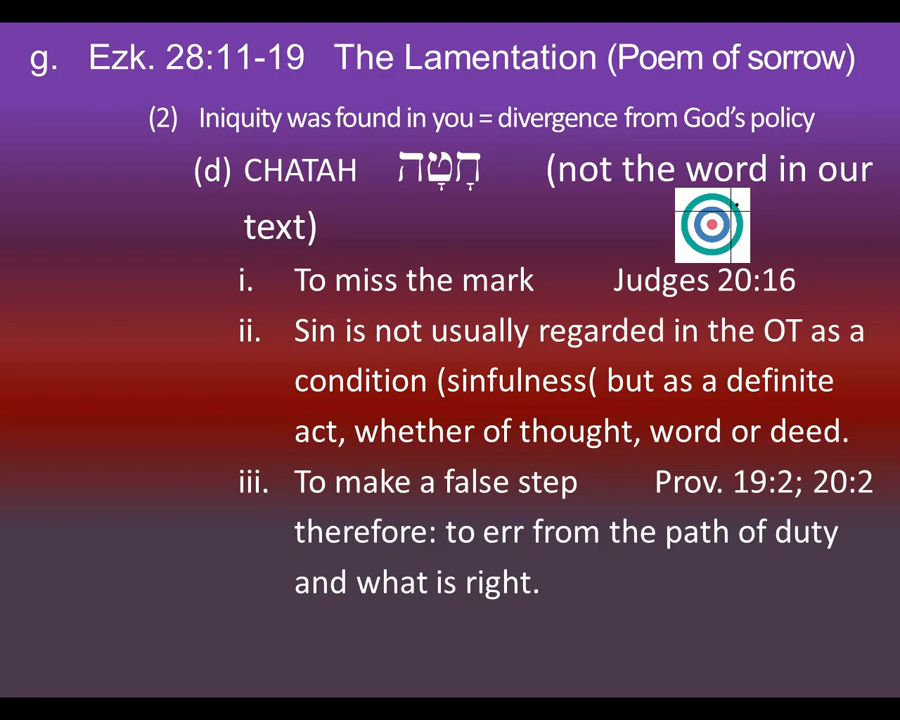 g. Ezk. 28:11-19 The Lamentation (Poem of sorrow)
(2) Iniquity was found in you = divergence from God's policy
(d) CHATAH חָטָה (not the word in our
text)
i. To miss the mark Judges 20:16
ii. Sin is not usually regarded in the OT as a
condition (sinfulness( but as a definite
act, whether of thought, word or deed.
iii. To make a false step Prov. 19:2; 20:2
therefore: to err from the path of duty
and what is right.